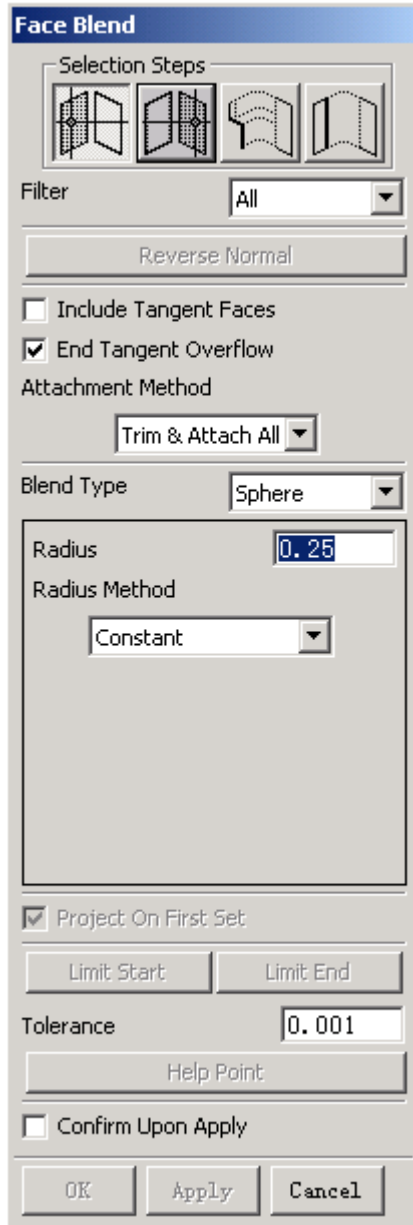 Face Blend
Selection Steps
Filter All
Reverse Normal
Include Tangent Faces
End Tangent Overflow
Attachment Method
Trim & Attach All
Blend Type Sphere
Radius 0.25
Radius Method
Constant
Project On First Set
Limit Start Limit End
Tolerance 0.001
Help Point
Confirm Upon Apply
OK Apply Cancel